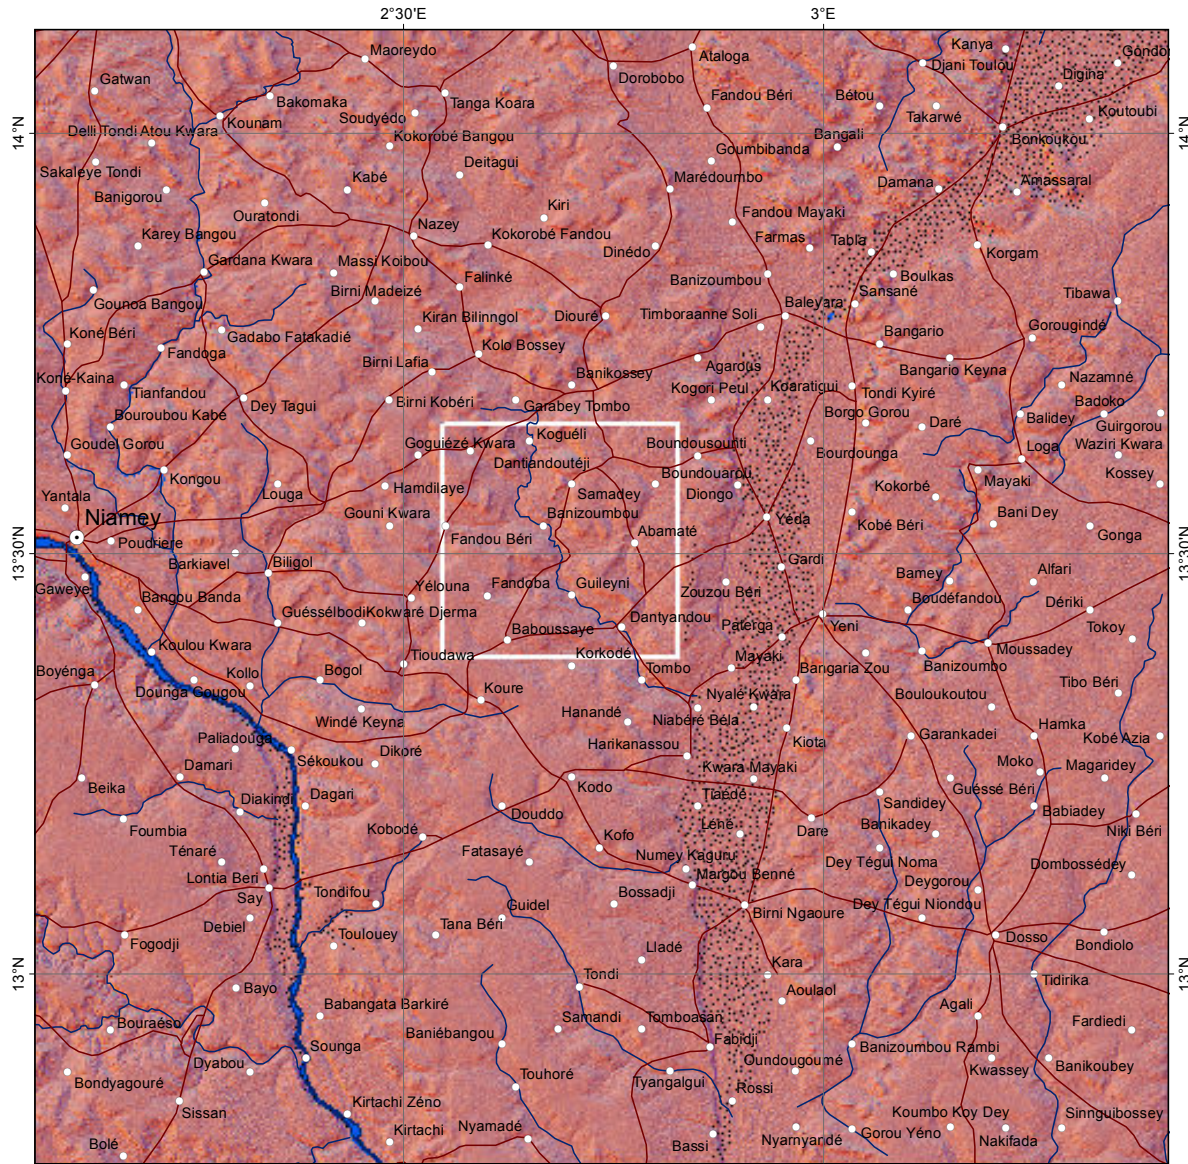 2°30'E
3°E
Maoreydo
Ataloga
Kanya
Gatwan
Dorobobo
Djani Toulou
Digina
Bakomaka
Tanga Koara
Fandou Béri
Bétou
Takarwé
Koutoubi
14°N
14°N
Delli Tondi Atou Kwara
Kounam
Soudyédo
Kokorobé Bangou
Bangali
Bonkoukou
Sakaleye Tondi
Deitagui
Goumbibanda
Banigorou
Kabé
Marédoumbo
Damana
Amassaral
Ouratondi
Kiri
Fandou Mayaki
Karey Bangou
Nazey
Kokorobé Fandou
Dinédo
Farmas
Tabla
Korgam
Gardana Kwara
Massi Koibou
Falinké
Banizoumbou
Boulkas
Gounoa Bangou
Birni Madeizé
Sansané
Tibawa
Baleyara
Koné Béri
Gadabo Fatakadié
Kiran Bilinngol
Diouré
Timboraanne Soli
Bangario
Gorougindé
Fandoga
Birni Lafia
Kolo Bossey
Agardus
Bangario Keyna
Koné-Kaina
Tianfandou
Banikossey
Kogori Peul
Koaratigui
Tondi Kyiré
Nazamné
Bouroubou Kabé
Dey Tagui
Birni Kobéri
Garabey Tombo
Borgo Gorou
Daré
Balidey
Badoko
Guirgorou
Goudel Gorou
Goguiézé Kwara
Koguéli
Boundousounti
Bourdounga
Loga
Waziri Kwara
Dantiandoutéji
Boundouarou
Kongou
Louga
Hamdilaye
Samadey
Diongo
Kokorbé
Mayaki
Kossey
Yantala
Niamey
Gouni Kwara
Banizoumbou
Yéda
Kobé Béri
Bani Dey
Gonga
Poudriere
Fandou Béri
Abamaté
13°30'N
13°30'N
Barkiavel
Biligol
Gardi
Gaweye
Bangou Banda
Yélouna
Fandoba
Guileyni
Zouzou Béri
Bamey
Alfari
Boudéfandou
Dériki
Guésselbodi
Kokwaré Djerma
Baboussaye
Dantyandou
Paterga
Yeni
Tokoy
Koulou Kwara
Tioudawa
Korkodé
Tombo
Mayaki
Bangaria Zou
Banizoumbo
Moussadey
Boyénga
Kollo
Bogol
Koure
Tibo Béri
Dounga Gougou
Nyalé Kwara
Bouloukoutou
Windé Keyna
Hanandé
Niabéré Béla
Paliadouga
Dikoré
Harikanassou
Kiota
Garankadei
Hamka
Kobé Azia
Sékoukou
Damari
Kwara Mayaki
Moko
Magaridey
Beika
Diakindi
Dagari
Kodo
Tiaédé
Guéssé Béri
Foumbia
Kobodé
Douddo
Kofo
Léné
Dare
Sandidey
Banikadey
Babiadey
Niki Béri
Ténaré
Fatasayé
Numey Kaguru
Dey Tégui Noma
Dombossédey
Lontia Beri
Margou Benné
Deygorou
Say
Tondifou
Bossadji
Birni Ngaoure
Dey Tégui Niondou
Debiel
Guidel
Fogodji
Toulouey
Tana Béri
Lladé
Dosso
Bondiolo
13°N
13°N
Bayo
Tondi
Kara
Tidirika
Babangata Barkiré
Aoulaol
Agali
Bouraéso
Baniébangou
Samandi
Tomboasan
Fardiedi
Dyabou
Sounga
Fabidji
Oundougoumé
Banizoumbou Rambi
Bondyagouré
Touhoré
Tyangalgui
Rossi
Kwassey
Banikoubey
Sissan
Kirtachi Zéno
Nyamadé
Koumbo Koy Dey
Sinnguibossey
Bolé
Kirtachi
Bassi
Nyarnyandé
Gorou Yéno
Nakifada